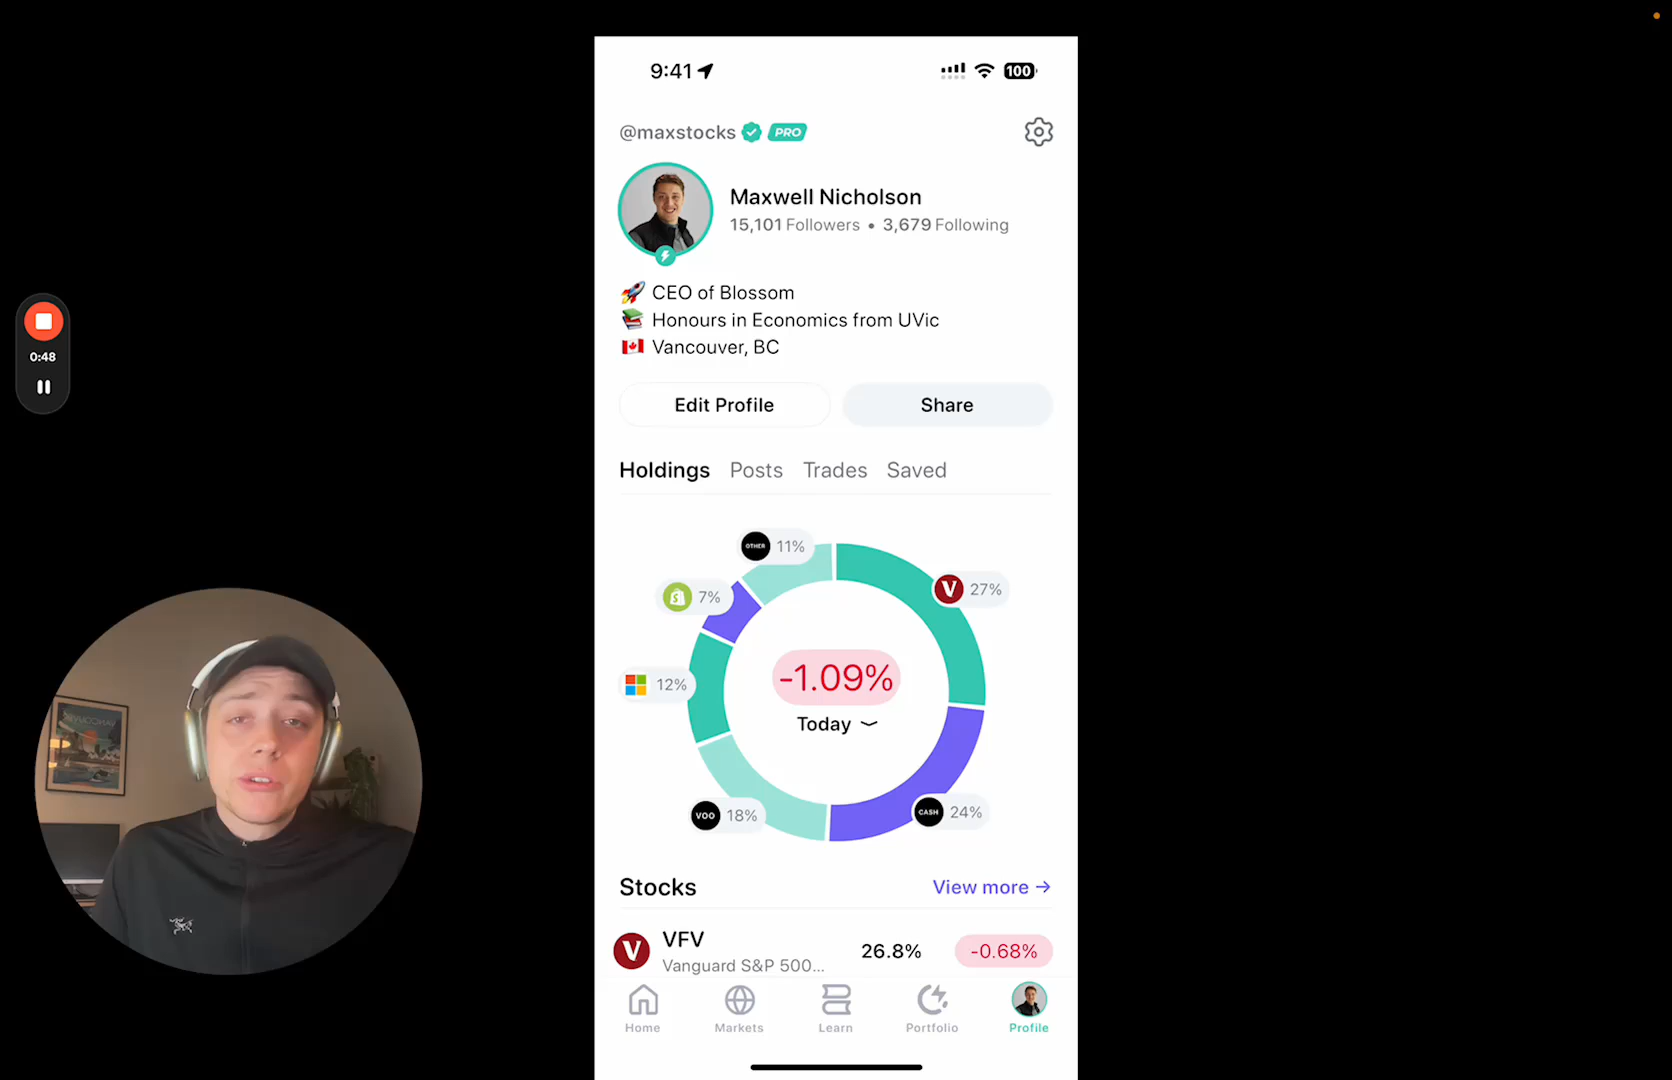 9:41
100
@maxstocks PRO
Maxwell Nicholson
15,101 Followers • 3,679 Following
🚀 CEO of Blossom
📚 Honours in Economics from UVic
🇨🇦 Vancouver, BC
Edit Profile
Share
Holdings Posts Trades Saved
OTHER 11%
V 27%
7%
12%
-1.09%
Today
VOO 18%
CASH 24%
Stocks
View more →
V VFV 26.8% -0.68%
Vanguard S&P 500...
Home Markets Learn Portfolio Profile
0:48
VANCOUVER